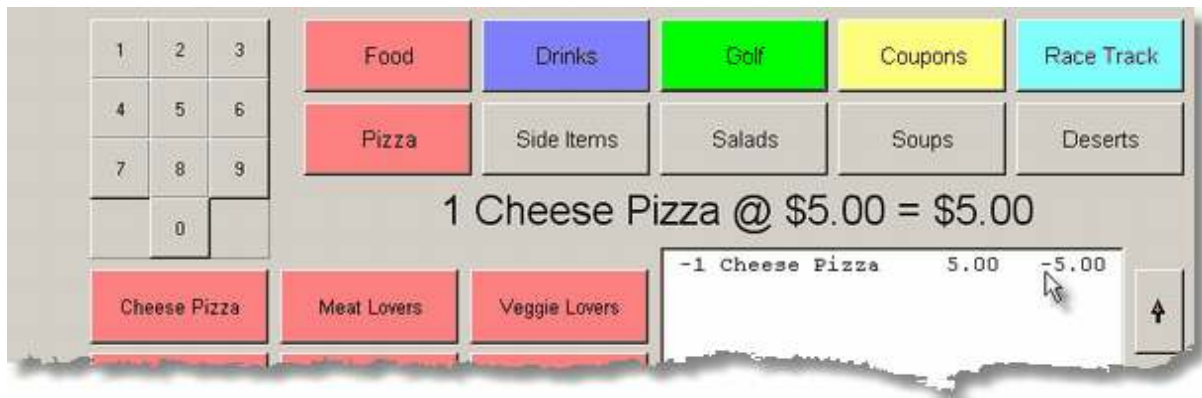 1 2 3
Food Drinks Golf Coupons Race Track
4 5 6
Pizza Side Items Salads Soups Deserts
7 8 9
1 Cheese Pizza @ $5.00 = $5.00
0
-1 Cheese Pizza 5.00 -5.00
Cheese Pizza Meat Lovers Veggie Lovers